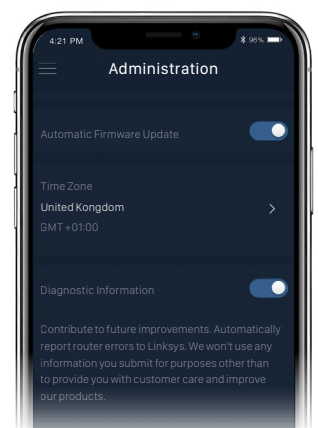 4:21 PM
96%
Administration
Automatic Firmware Update
Time Zone
United Kongdom
GMT +01:00
Diagnostic Information
Contribute to future improvements. Automatically
report router errors to Linksys. We won't use any
information you submit for purposes other than
to provide you with customer care and improve
our products.